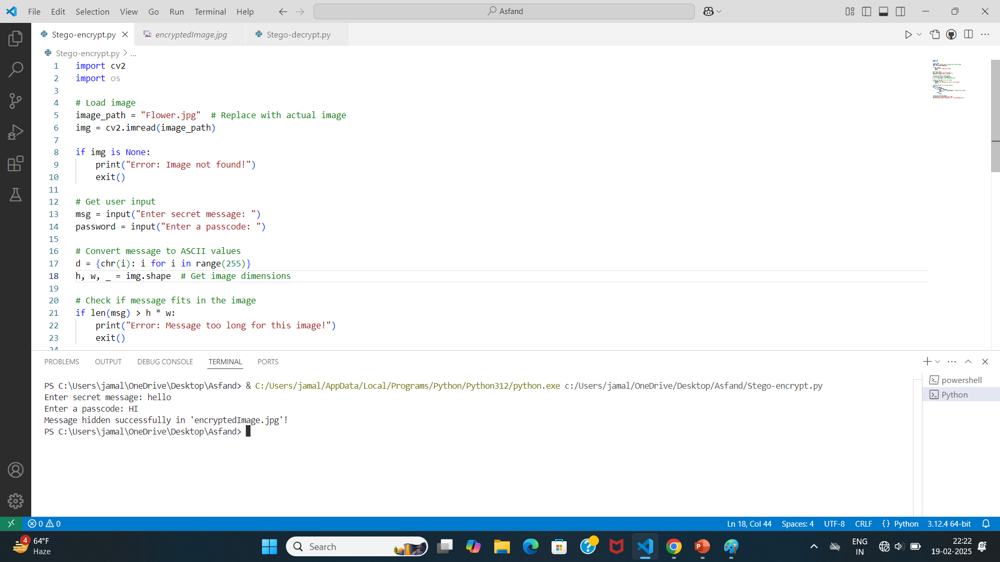 File Edit Selection View Go Run Terminal Help
Asfand
Stego-encrypt.py
encryptedImage.jpg
Stego-decrypt.py
Stego-encrypt.py > ...
1 import cv2
2 import os
3
4 # Load image
5 image_path = "Flower.jpg"  # Replace with actual image
6 img = cv2.imread(image_path)
7
8 if img is None:
9     print("Error: Image not found!")
10     exit()
11
12 # Get user input
13 msg = input("Enter secret message: ")
14 password = input("Enter a passcode: ")
15
16 # Convert message to ASCII values
17 d = {chr(i): i for i in range(255)}
18 h, w, _ = img.shape  # Get image dimensions
19
20 # Check if message fits in the image
21 if len(msg) > h * w:
22     print("Error: Message too long for this image!")
23     exit()
24
PROBLEMS OUTPUT DEBUG CONSOLE TERMINAL PORTS
PS C:\Users\jamal\OneDrive\Desktop\Asfand> & C:/Users/jamal/AppData/Local/Programs/Python/Python312/python.exe c:/Users/jamal/OneDrive/Desktop/Asfand/Stego-encrypt.py
Enter secret message: hello
Enter a passcode: HI
Message hidden successfully in 'encryptedImage.jpg'!
PS C:\Users\jamal\OneDrive\Desktop\Asfand>
powershell
Python
0 0
Ln 18, Col 44 Spaces: 4 UTF-8 CRLF {} Python 3.12.4 64-bit
4
64°F
Haze
Search
ENG
IN
22:22
19-02-2025